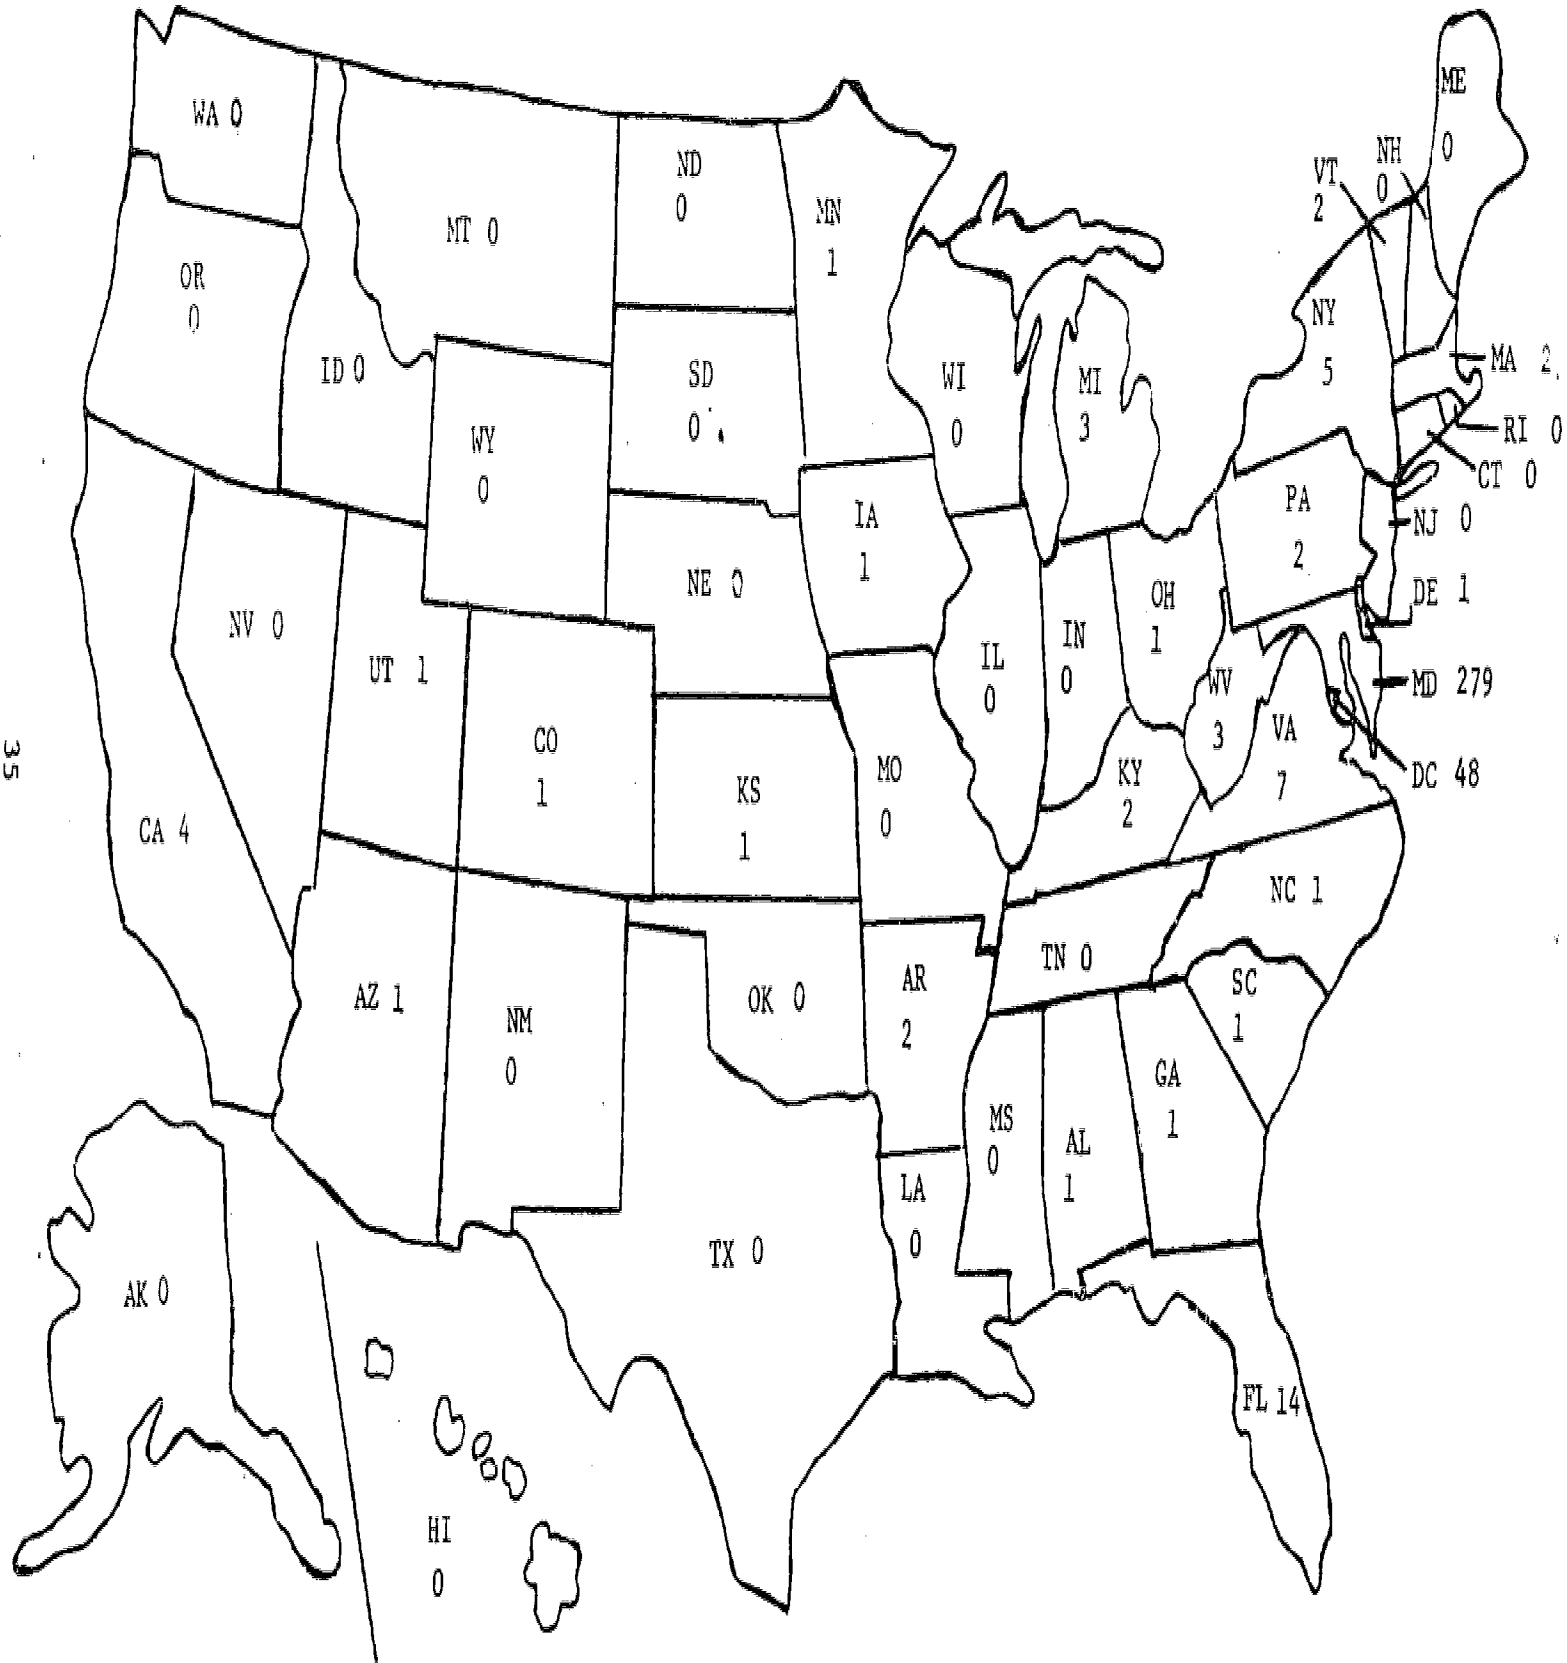 ME
0
WA 0
NH
0
VT
2
ND
0
MT 0
MN
1
OR
0
NY
5
ID 0
SD
0
WI
0
MI
3
MA 2
RI 0
CT 0
WY
0
IA
1
PA
2
NJ 0
NE 0
DE 1
NV 0
OH
1
IN
0
UT 1
IL
0
WV
3
MD 279
VA
7
CO
1
KS
1
MO
0
KY
2
DC 48
35
CA 4
NC 1
TN 0
AZ 1
NM
0
OK 0
AR
2
SC
1
GA
1
MS
0
AL
1
LA
0
TX 0
AK 0
FL 14
HI
0